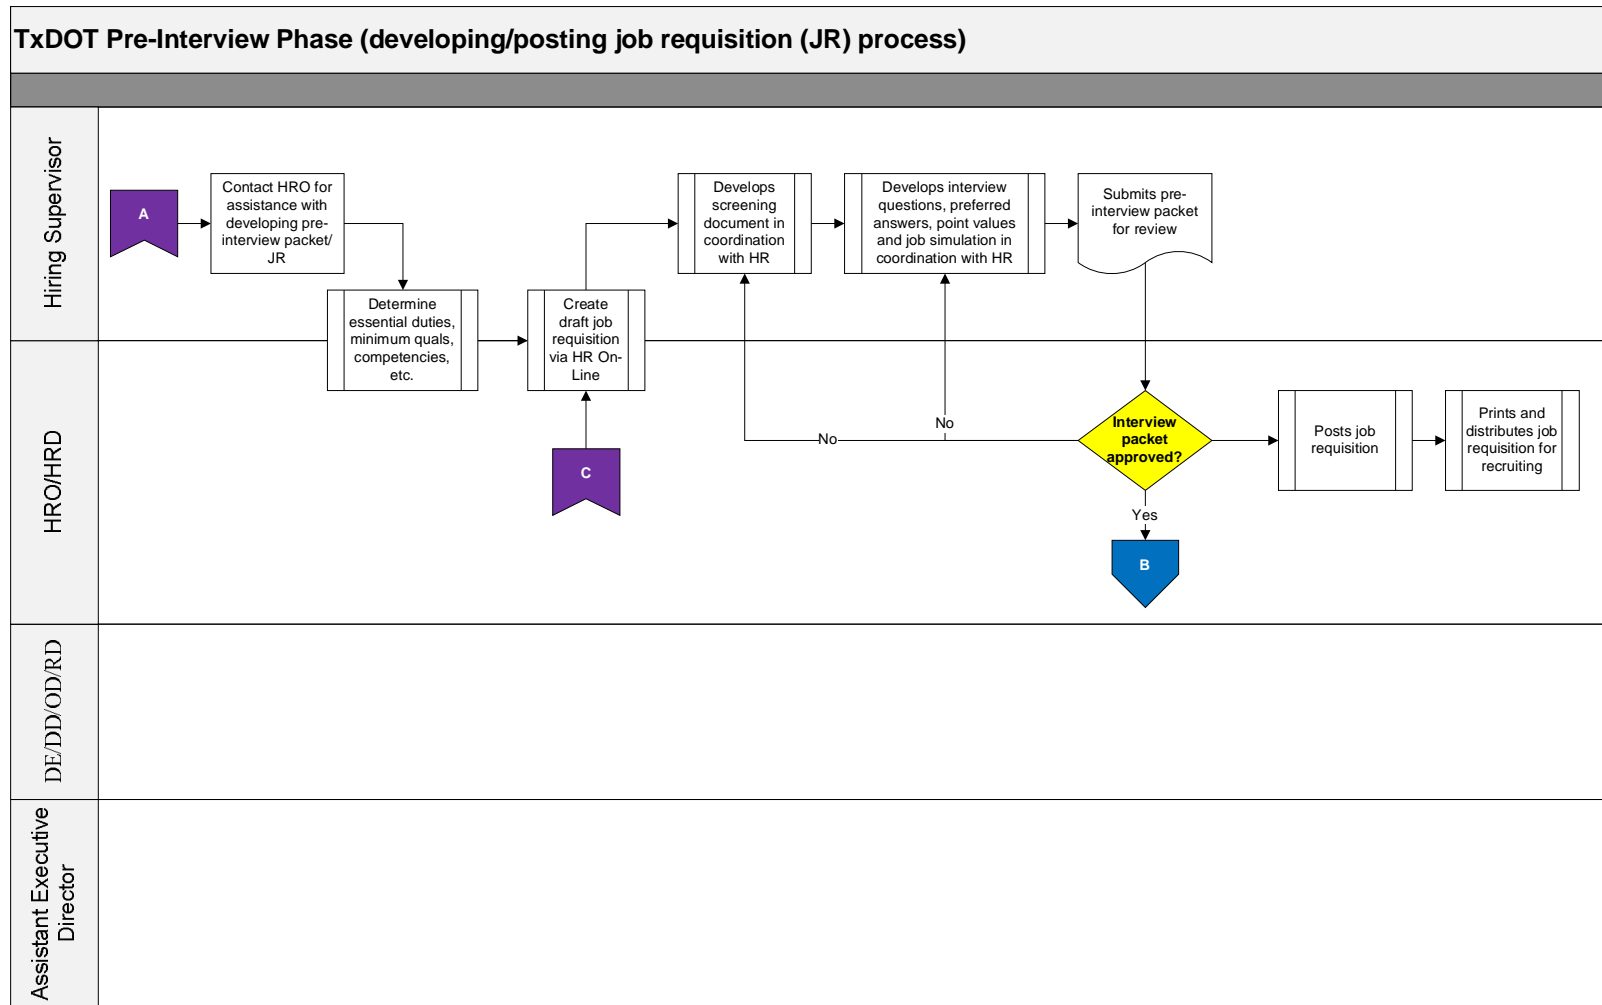 TxDOT Pre-Interview Phase (developing/posting job requisition (JR) process)
Hiring Supervisor
A
Contact HRO for
assistance with
developing pre-
interview packet/
JR
Determine
essential duties,
minimum quals,
competencies,
etc.
Create
draft job
requisition
via HR On-
Line
Develops
screening
document in
coordination
with HR
Develops interview
questions, preferred
answers, point values
and job simulation in
coordination with HR
Submits pre-
interview packet
for review
HRO/HRD
C
No
No
Interview
packet
approved?
Yes
B
Posts job
requisition
Prints and
distributes job
requisition for
recruiting
DE/DD/OD/RD
Assistant Executive
Director